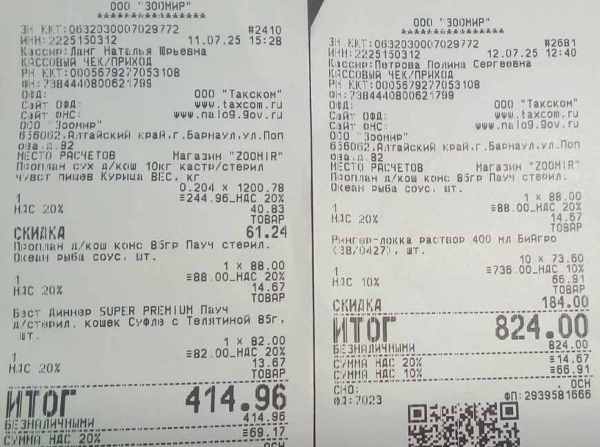 ООО "ЗООМИР"
********************
ЗН ККТ:0632030007029772 #2410
ИНН:2225150312 11.07.25 15:28
Кассир:Ланг Наталья Юрьевна
КАССОВЫЙ ЧЕК/ПРИХОД
РН ККТ:0005679277053108
ФН:7384440800621799
ОФД: ООО "Такском"
Сайт ОФД: www.taxcom.ru
Сайт ФНС: www.nalog.gov.ru
ООО "Зоомир"
656062,Алтайский край,г.Барнаул,ул.Поп
ова,д.82
МЕСТО РАСЧЕТОВ Магазин "ZOOMIR"
Проплан сух д/кош 10кг кастр/стерил
чувст пищев Курица ВЕС, кг
0.204 × 1200.78
1 ≡244.96_НДС 20%
НДС 20% 40.83
ТОВАР
СКИДКА 61.24
Проплан д/кош конс 85гр Пауч стерил.
Океан рыба соус, шт.
1 × 88.00
1 ≡88.00_НДС 20%
НДС 20% 14.67
ТОВАР
Бест Диннер SUPER PREMIUM Пауч
д/стерил. кошек Суфле с Телятиной 85г,
шт.
1 × 82.00
1 ≡82.00_НДС 20%
НДС 20% 13.67
ТОВАР
ИТОГ 414.96
БЕЗНАЛИЧНЫМИ 414.96
СУММА НДС 20% ≡69.17
ОСН
ООО "ЗООМИР"
********************
ЗН ККТ:0632030007029772 #2681
ИНН:2225150312 12.07.25 12:40
Кассир:Петрова Полина Сергеевна
КАССОВЫЙ ЧЕК/ПРИХОД
РН ККТ:0005679277053108
ФН:7384440800621799
ОФД: ООО "Такском"
Сайт ОФД: www.taxcom.ru
Сайт ФНС: www.nalog.gov.ru
ООО "Зоомир"
656062,Алтайский край,г.Барнаул,ул.Поп
ова,д.82
МЕСТО РАСЧЕТОВ Магазин "ZOOMIR"
Проплан д/кош конс 85гр Пауч стерил.
Океан рыба соус, шт.
1 × 88.00
1 ≡88.00_НДС 20%
НДС 20% 14.67
ТОВАР
Рингер-локка раствор 400 мл БиАгро
(ЗВ/0427), шт.
10 × 73.60
1 ≡736.00_НДС 10%
НДС 10% 66.91
ТОВАР
СКИДКА 184.00
ИТОГ 824.00
БЕЗНАЛИЧНЫМИ 824.00
СУММА НДС 20% ≡14.67
СУММА НДС 10% ≡66.91
СНО: ОСН
ФД:7023 ФП:2939581666